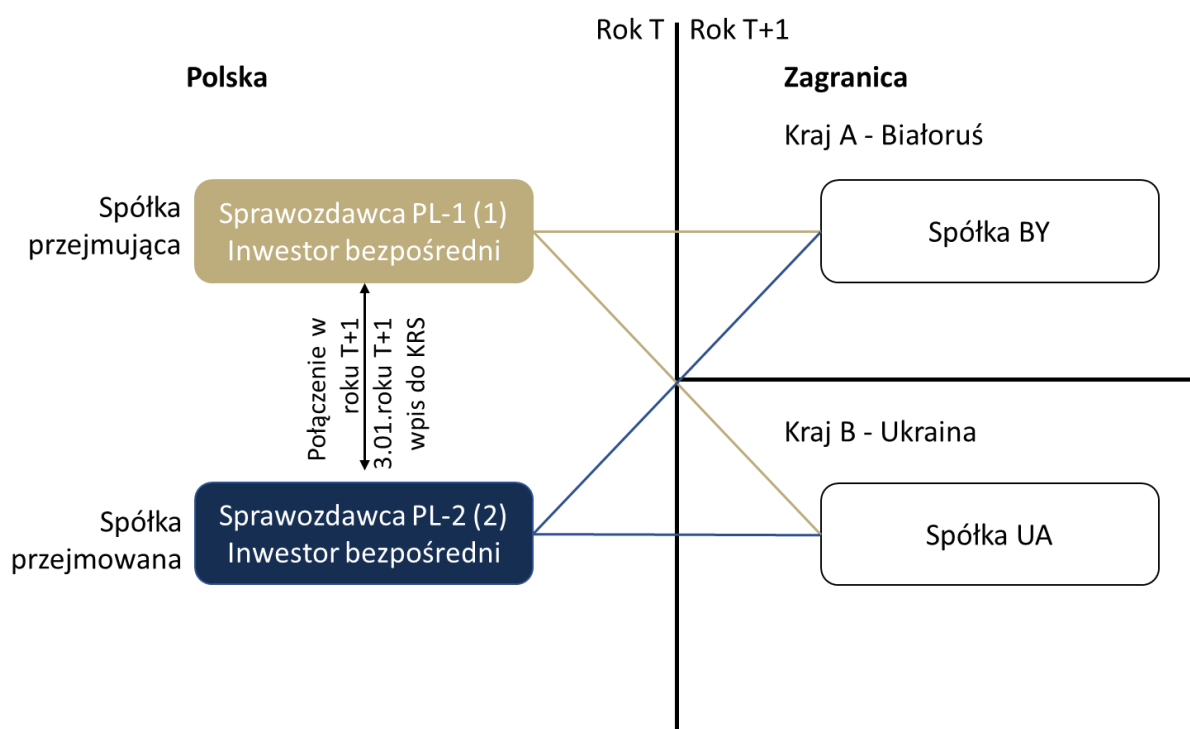 Rok T
Rok T+1
Polska
Zagranica
Kraj A - Białoruś
Spółka
przejmująca
Sprawozdawca PL-1 (1)
Inwestor bezpośredni
Spółka BY
Połączenie w
roku T+1
3.01.roku T+1
wpis do KRS
Kraj B - Ukraina
Spółka
przejmowana
Sprawozdawca PL-2 (2)
Inwestor bezpośredni
Spółka UA